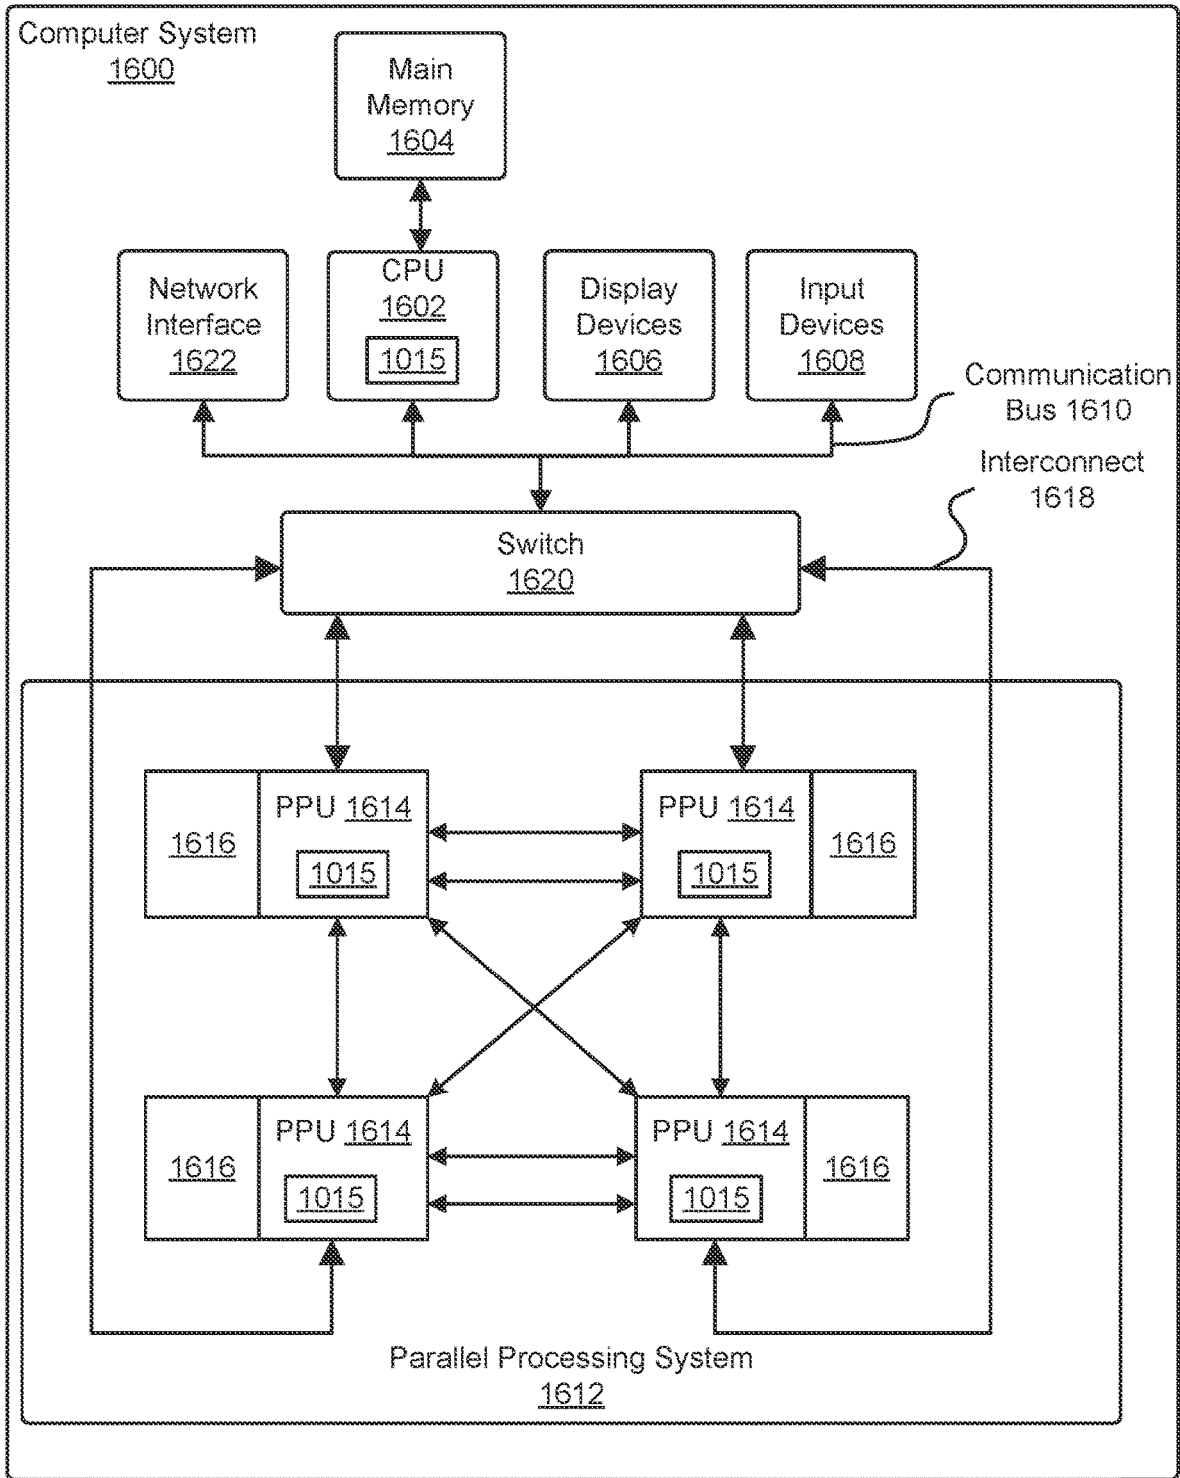 Computer System
1600
Main
Memory
1604
Network
Interface
1622
CPU
1602
1015
Display
Devices
1606
Input
Devices
1608
Communication
Bus 1610
Interconnect
1618
Switch
1620
1616
PPU 1614
1015
PPU 1614
1015
1616
1616
PPU 1614
1015
PPU 1614
1015
1616
Parallel Processing System
1612